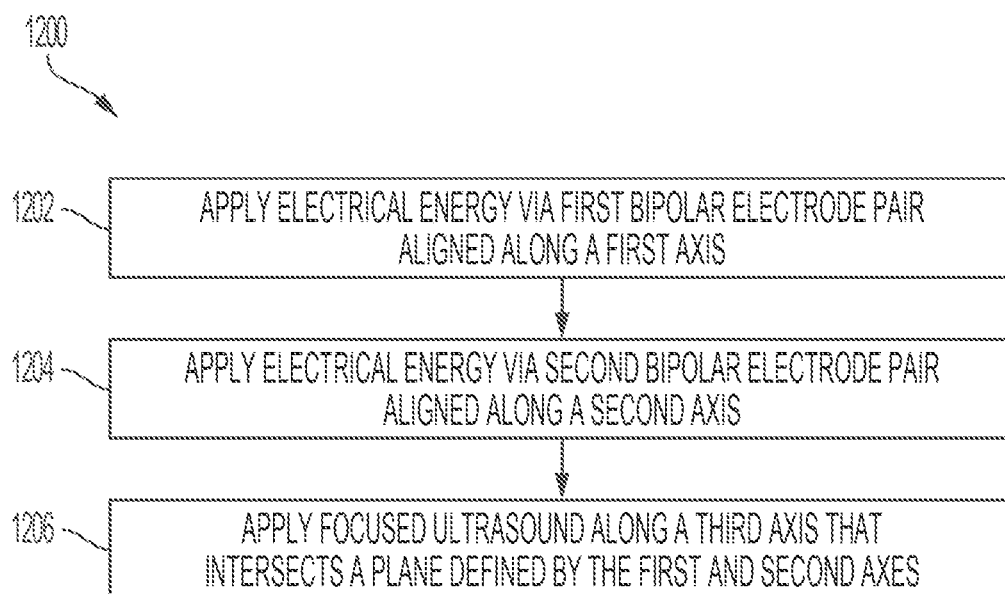 1200
1202
APPLY ELECTRICAL ENERGY VIA FIRST BIPOLAR ELECTRODE PAIR
ALIGNED ALONG A FIRST AXIS
1204
APPLY ELECTRICAL ENERGY VIA SECOND BIPOLAR ELECTRODE PAIR
ALIGNED ALONG A SECOND AXIS
1206
APPLY FOCUSED ULTRASOUND ALONG A THIRD AXIS THAT
INTERSECTS A PLANE DEFINED BY THE FIRST AND SECOND AXES